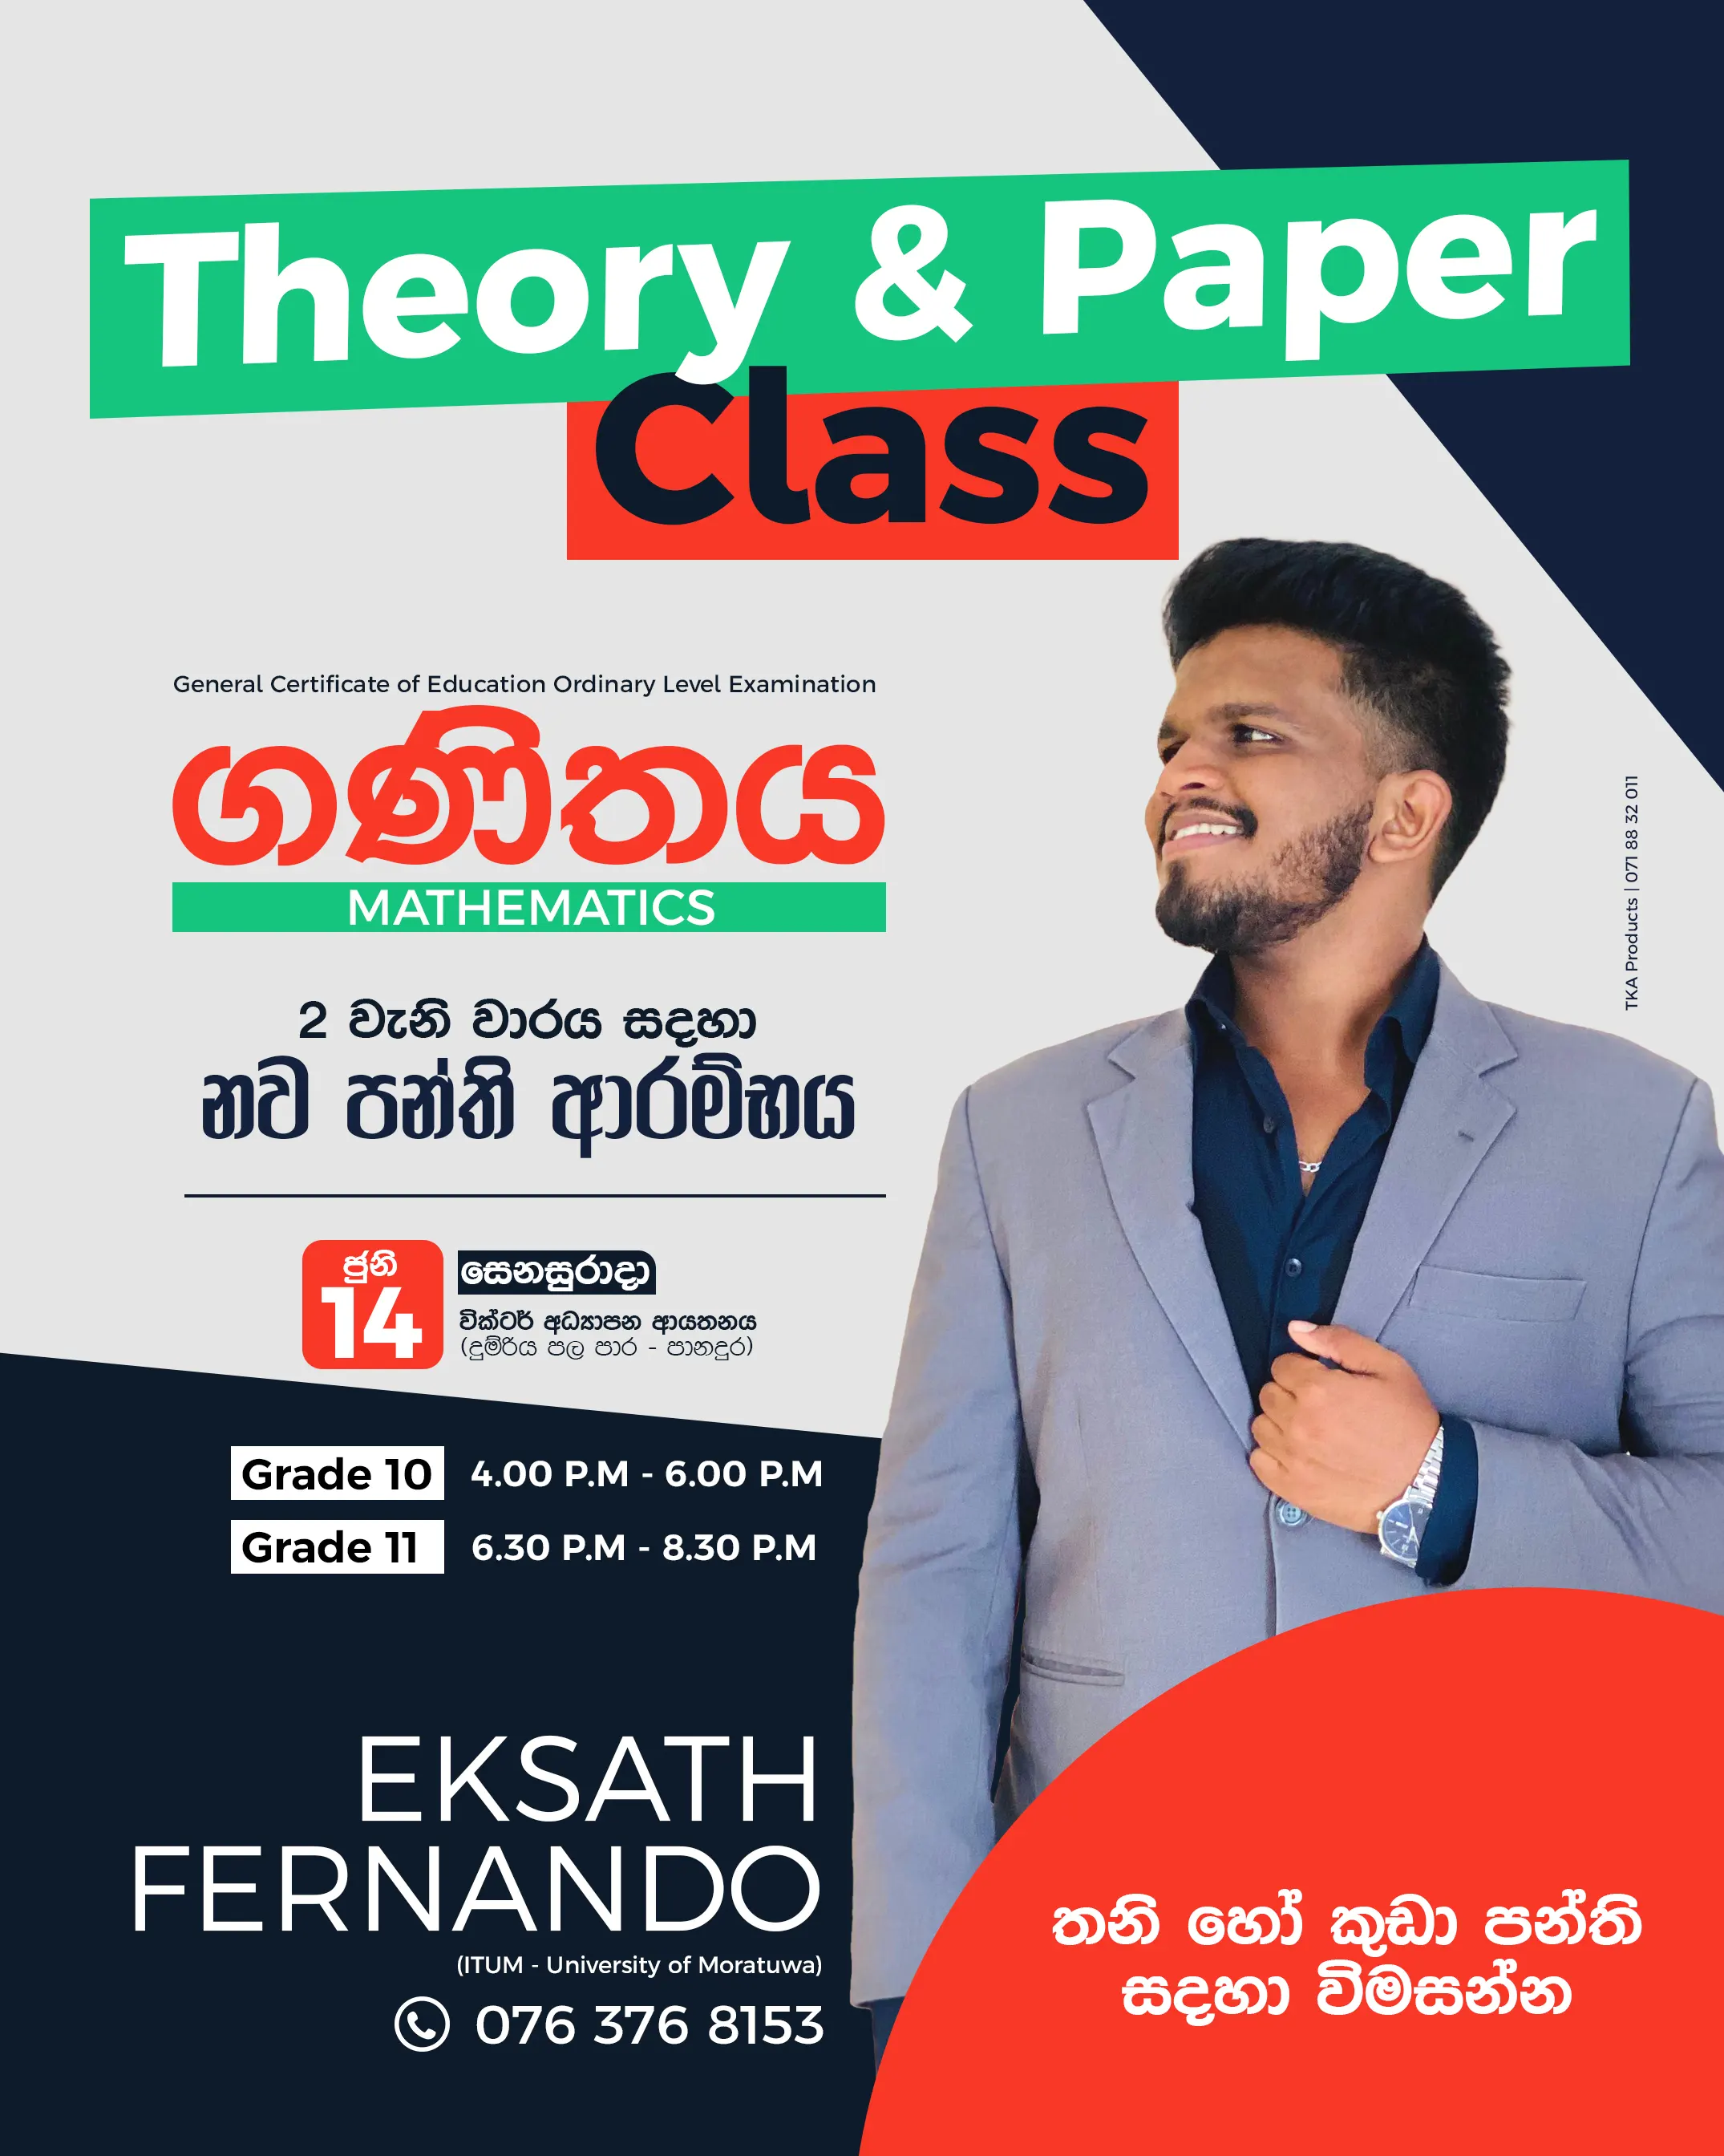 Theory & Paper
Class
General Certificate of Education Ordinary Level Examination
ගණිතය
MATHEMATICS
2 වැනි වාරය සදහා
නව පන්ති ආරම්භය
ජුනි
14
සෙනසුරාදා
වික්ටර් අධ්‍යාපන ආයතනය
(දුම්රිය පල පාර - පානදුර)
Grade 10 4.00 P.M - 6.00 P.M
Grade 11 6.30 P.M - 8.30 P.M
EKSATH
FERNANDO
(ITUM - University of Moratuwa)
076 376 8153
තනි හෝ කුඩා පන්ති
සදහා විමසන්න
TKA Products | 071 88 32 011